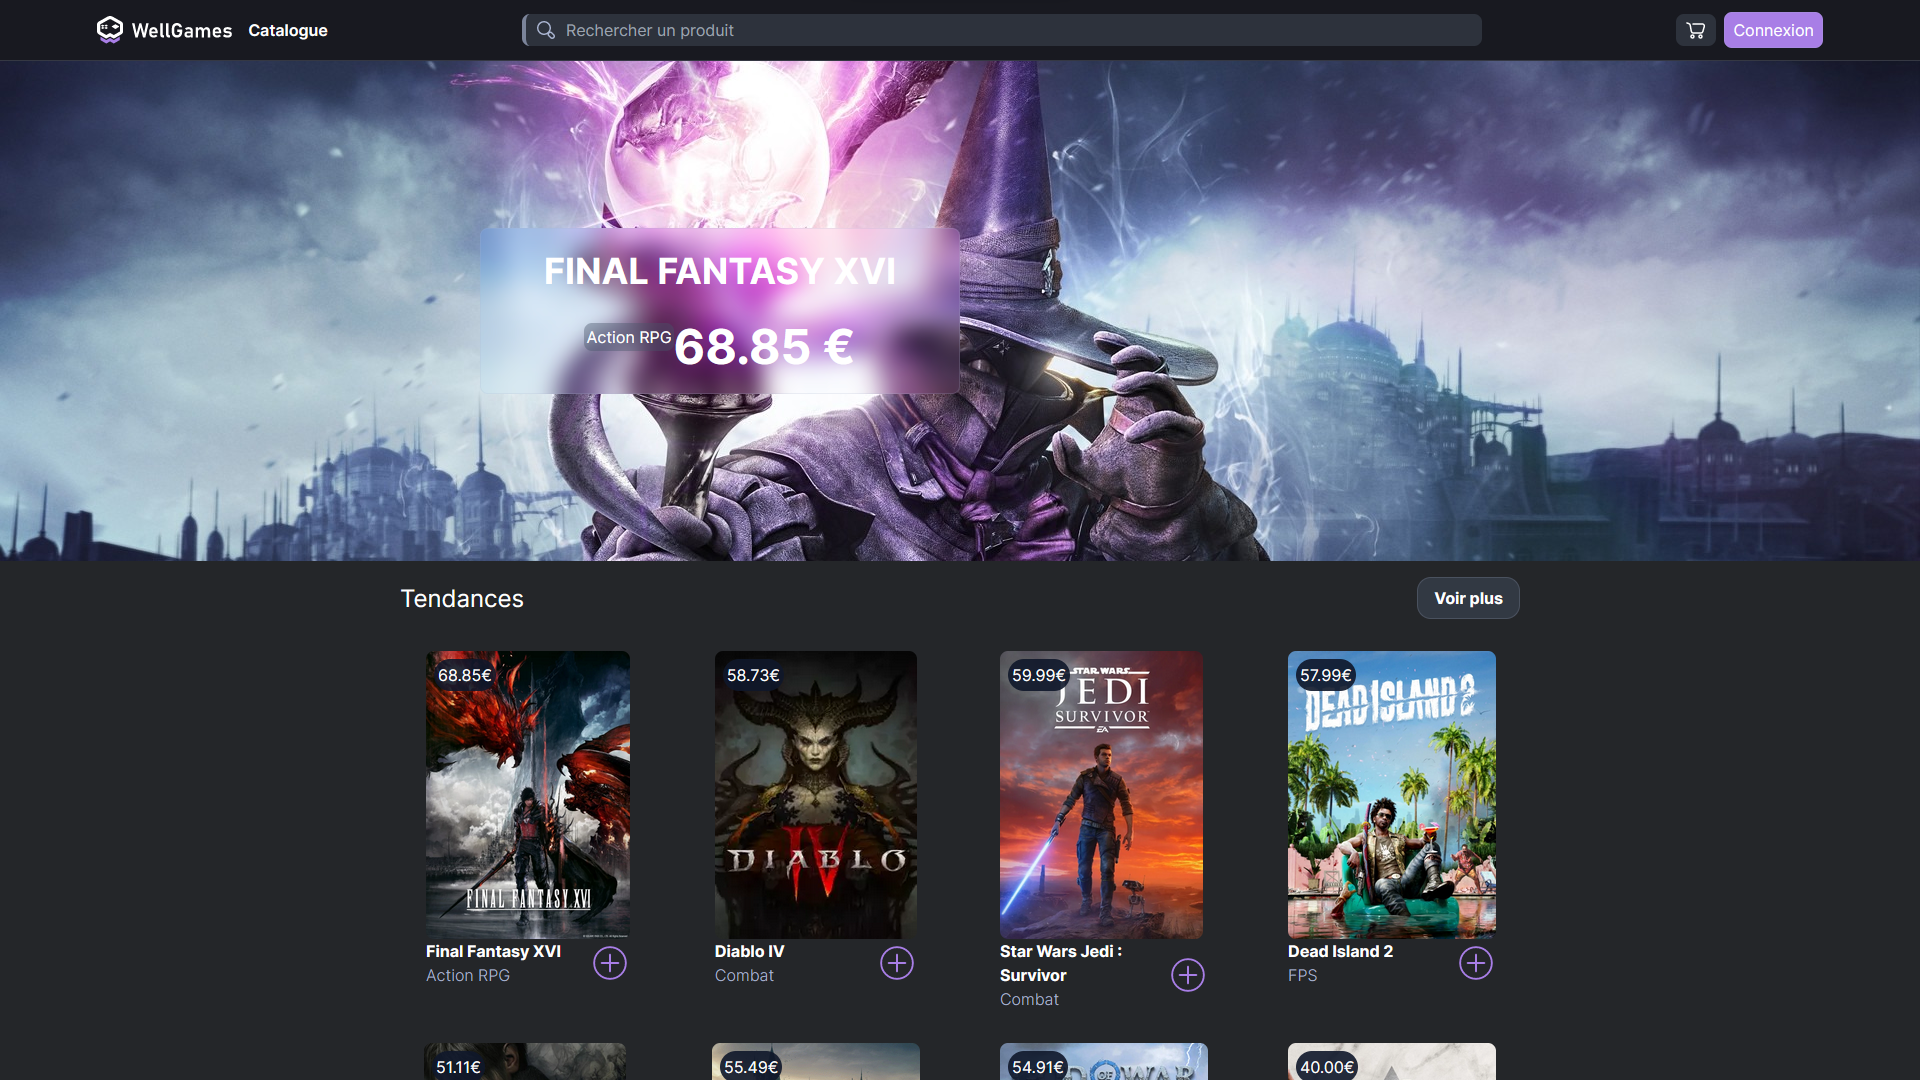 WellGames
Catalogue
Rechercher un produit
Connexion
FINAL FANTASY XVI
Action RPG
68.85 €
Tendances
Voir plus
68.85€
FINAL FANTASY XVI
Final Fantasy XVI
Action RPG
58.73€
DIABLO
IV
Diablo IV
Combat
59.99€
STAR WARS
JEDI
SURVIVOR
EA
Star Wars Jedi :
Survivor
Combat
57.99€
DEAD ISLAND 2
Dead Island 2
FPS
51.11€
55.49€
54.91€
OF WAR
40.00€